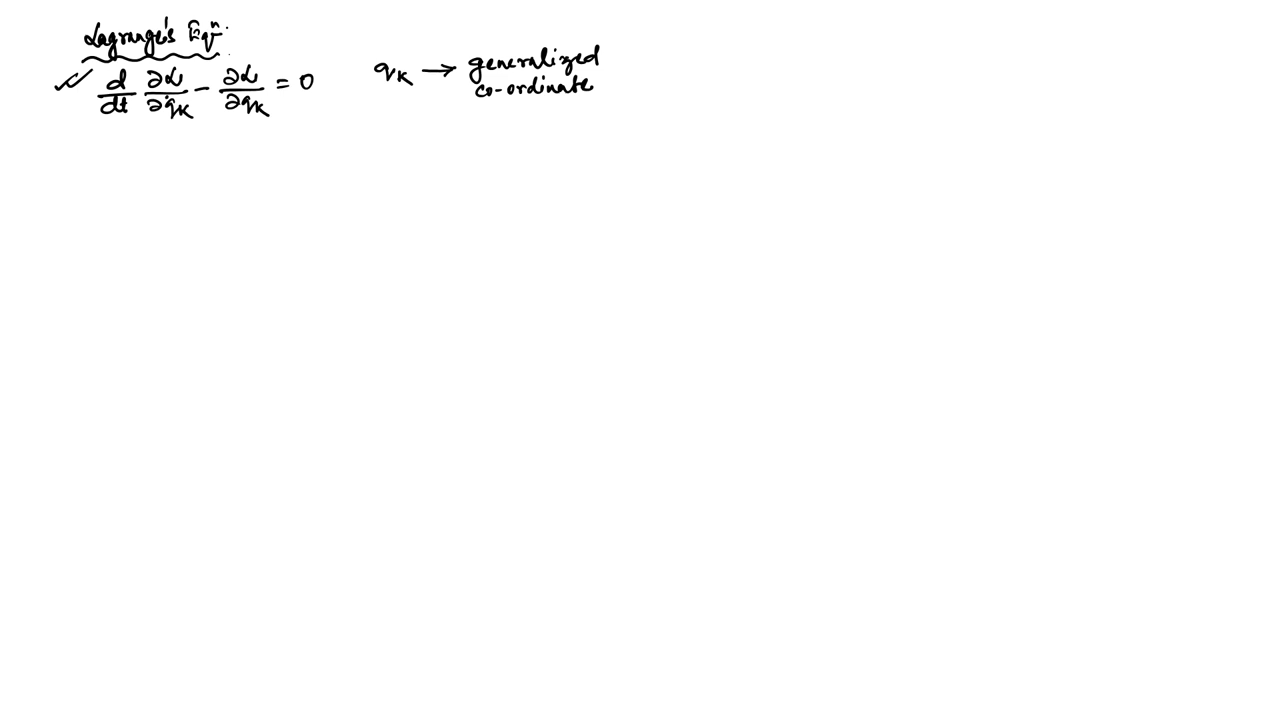 Lagrange's Eqⁿ.
d/dt ∂L/∂q̇ₖ - ∂L/∂qₖ = 0
qₖ → generalized
co-ordinate